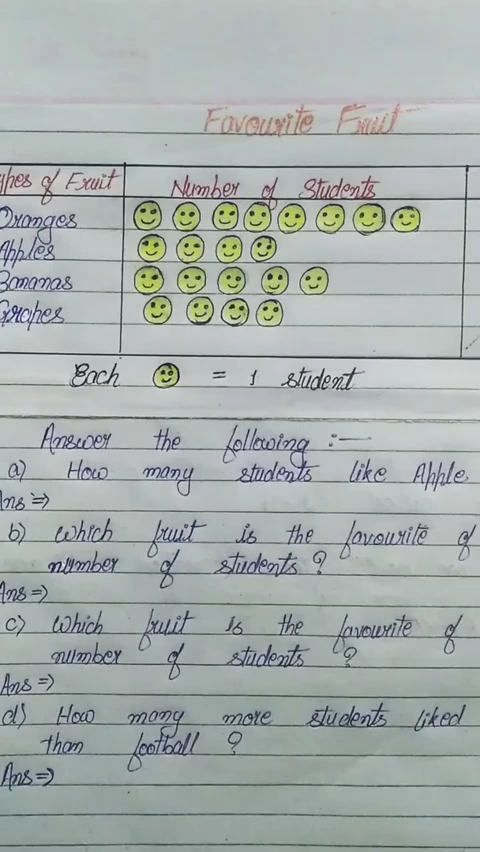 Favourite Fruit
ypes of Fruit Number of Students
Oranges
Apples
Bananas
Grapes
Each = 1 student
Answer the following :—
a) How many students like Apple
Ans ⇒
b) Which fruit is the favourite of
number of students ?
Ans ⇒
c) Which fruit is the favourite of
number of students ?
Ans ⇒
d) How many more students liked
than football ?
Ans ⇒